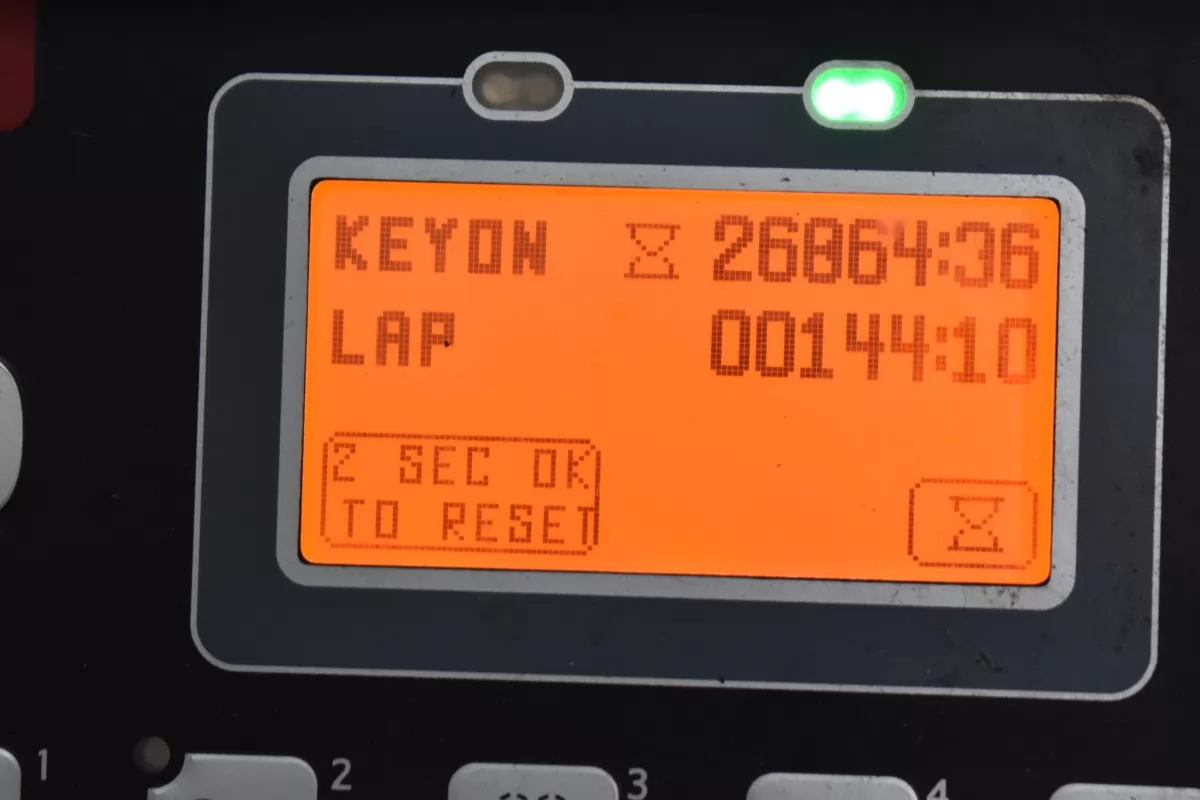 KEYON 26864:36
LAP 00144:10
2 SEC OK
TO RESET
1 2 3 4